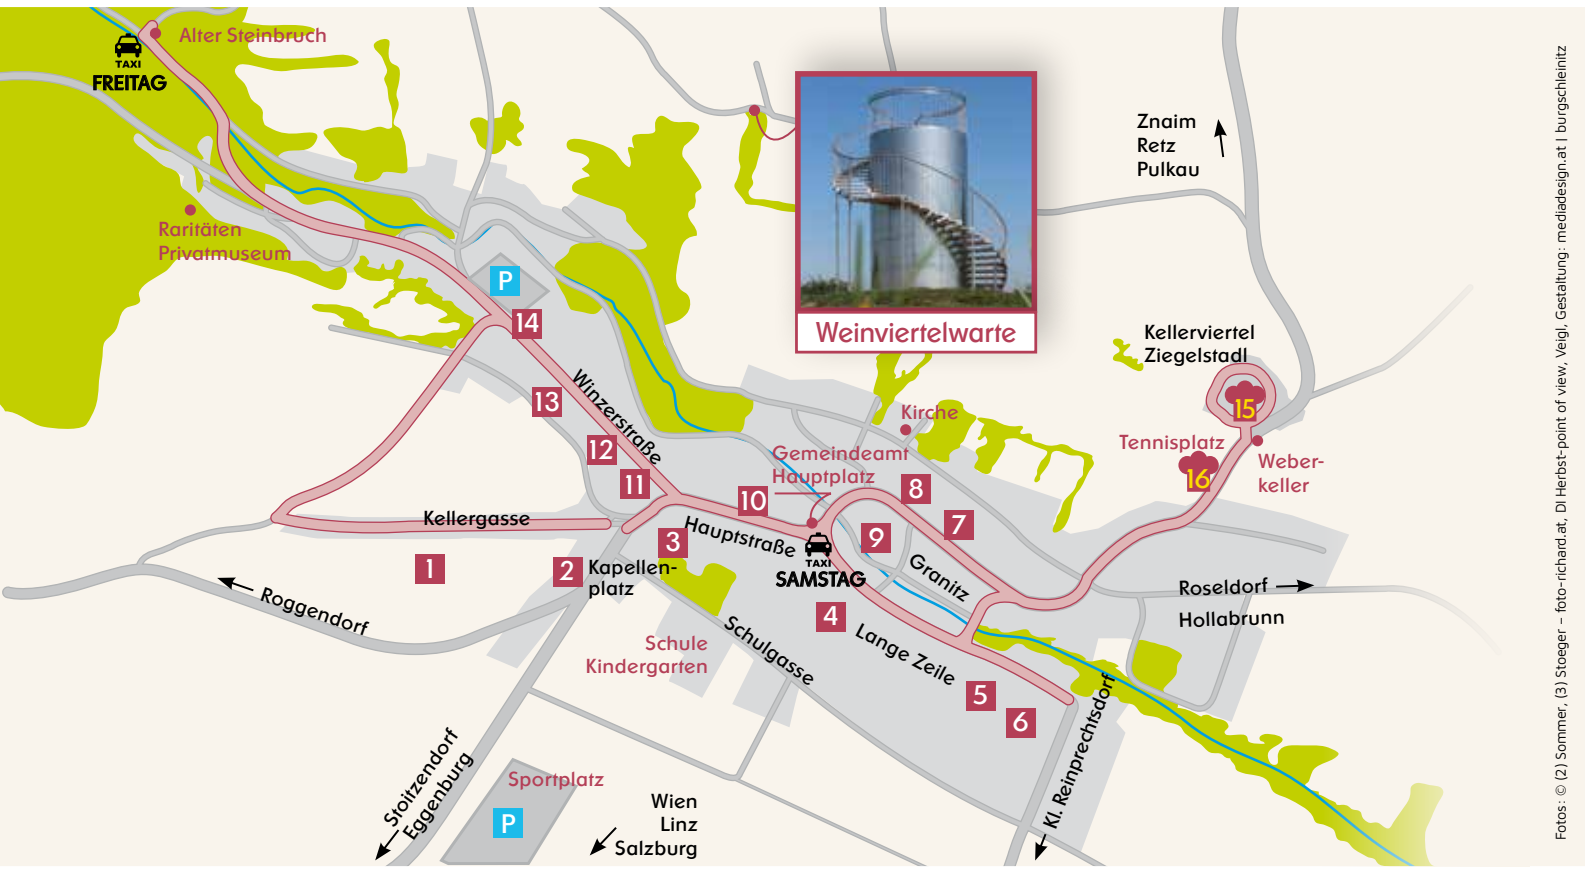 Alter Steinbruch
TAXI
FREITAG
Raritäten
Privatmuseum
P
14
13
Winzerstraße
12
11
10
Kellergasse
1
2
Kapellen-
platz
3
Hauptstraße
Gemeindeamt
Hauptplatz
TAXI
SAMSTAG
Weinviertelwarte
Kirche
8
7
9
Granitz
4
Lange Zeile
5
6
Schule
Kindergarten
Schulgasse
Roggendorf
Stoitzendorf
Eggenburg
Sportplatz
P
Wien
Linz
Salzburg
Kl. Reinprechtsdorf
Znaim
Retz
Pulkau
Kellerviertel
Ziegelstadl
15
Tennisplatz
16
Weber-
keller
Roseldorf
Hollabrunn
Fotos: © (2) Sommer, (3) Stoeger – foto-richard.at, DI Herbst-point of view, Veigl, Gestaltung: mediadesign.at | burgschleinitz